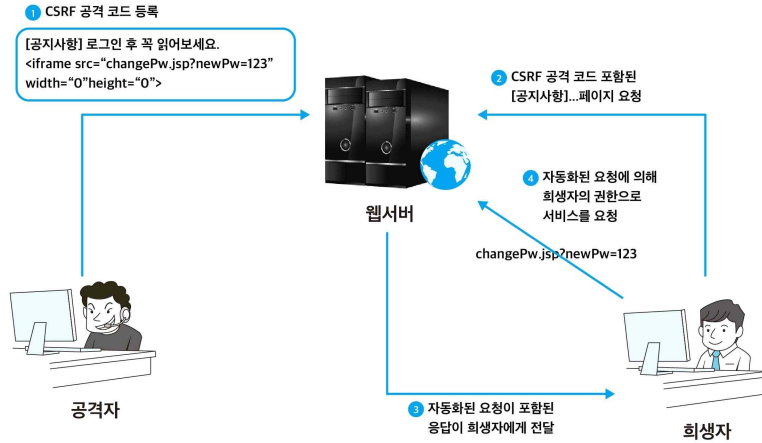 1 CSRF 공격 코드 등록
[공지사항] 로그인 후 꼭 읽어보세요.
<iframe src=“changePw.jsp?newPw=123”
width=“0”height=“0”>
2 CSRF 공격 코드 포함된
[공지사항]...페이지 요청
4 자동화된 요청에 의해
희생자의 권한으로
서비스를 요청
웹서버
changePw.jsp?newPw=123
공격자
3 자동화된 요청이 포함된
응답이 희생자에게 전달
희생자